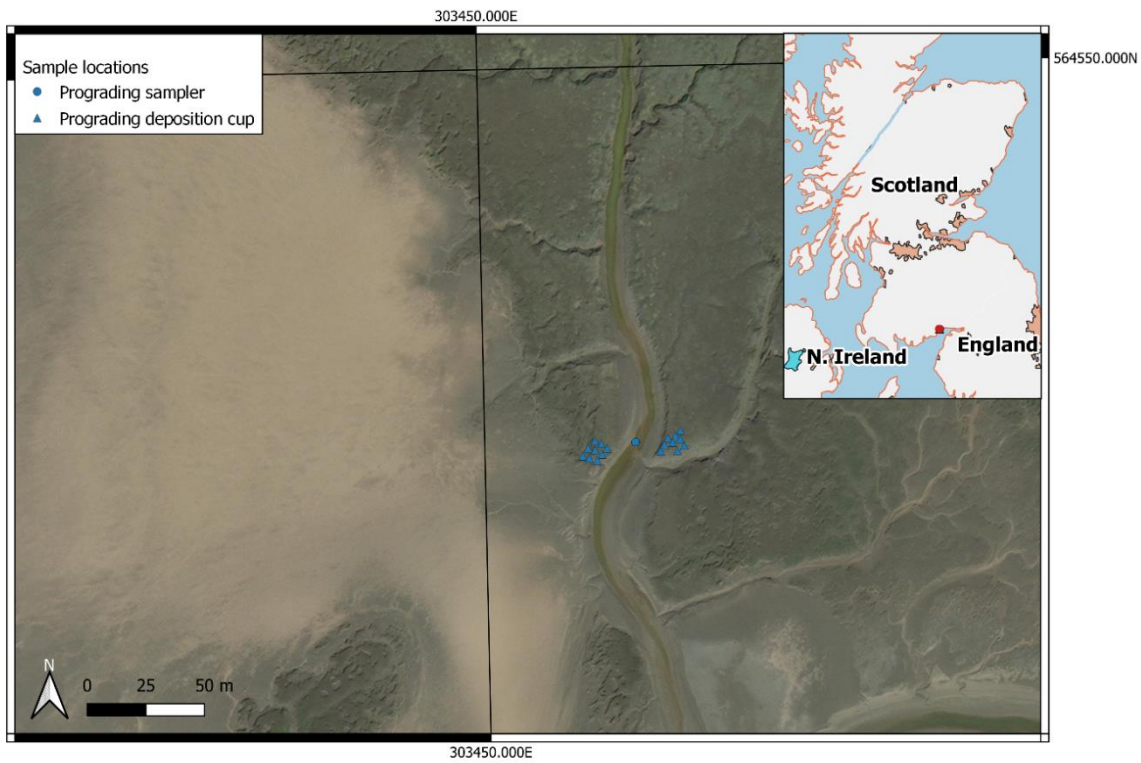 303450.000E
564550.000N
Sample locations
Prograding sampler
Prograding deposition cup
Scotland
N. Ireland
England
N
0 25 50 m
303450.000E